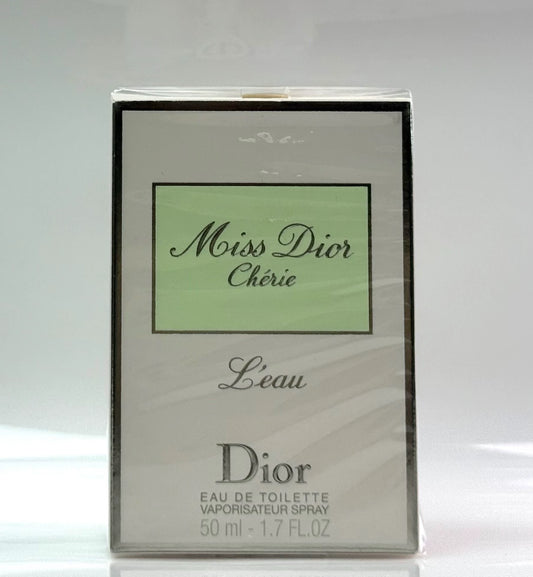 Miss Dior
Chérie
L'eau
Dior
EAU DE TOILETTE
VAPORISATEUR SPRAY
50 ml - 1.7 FL.OZ